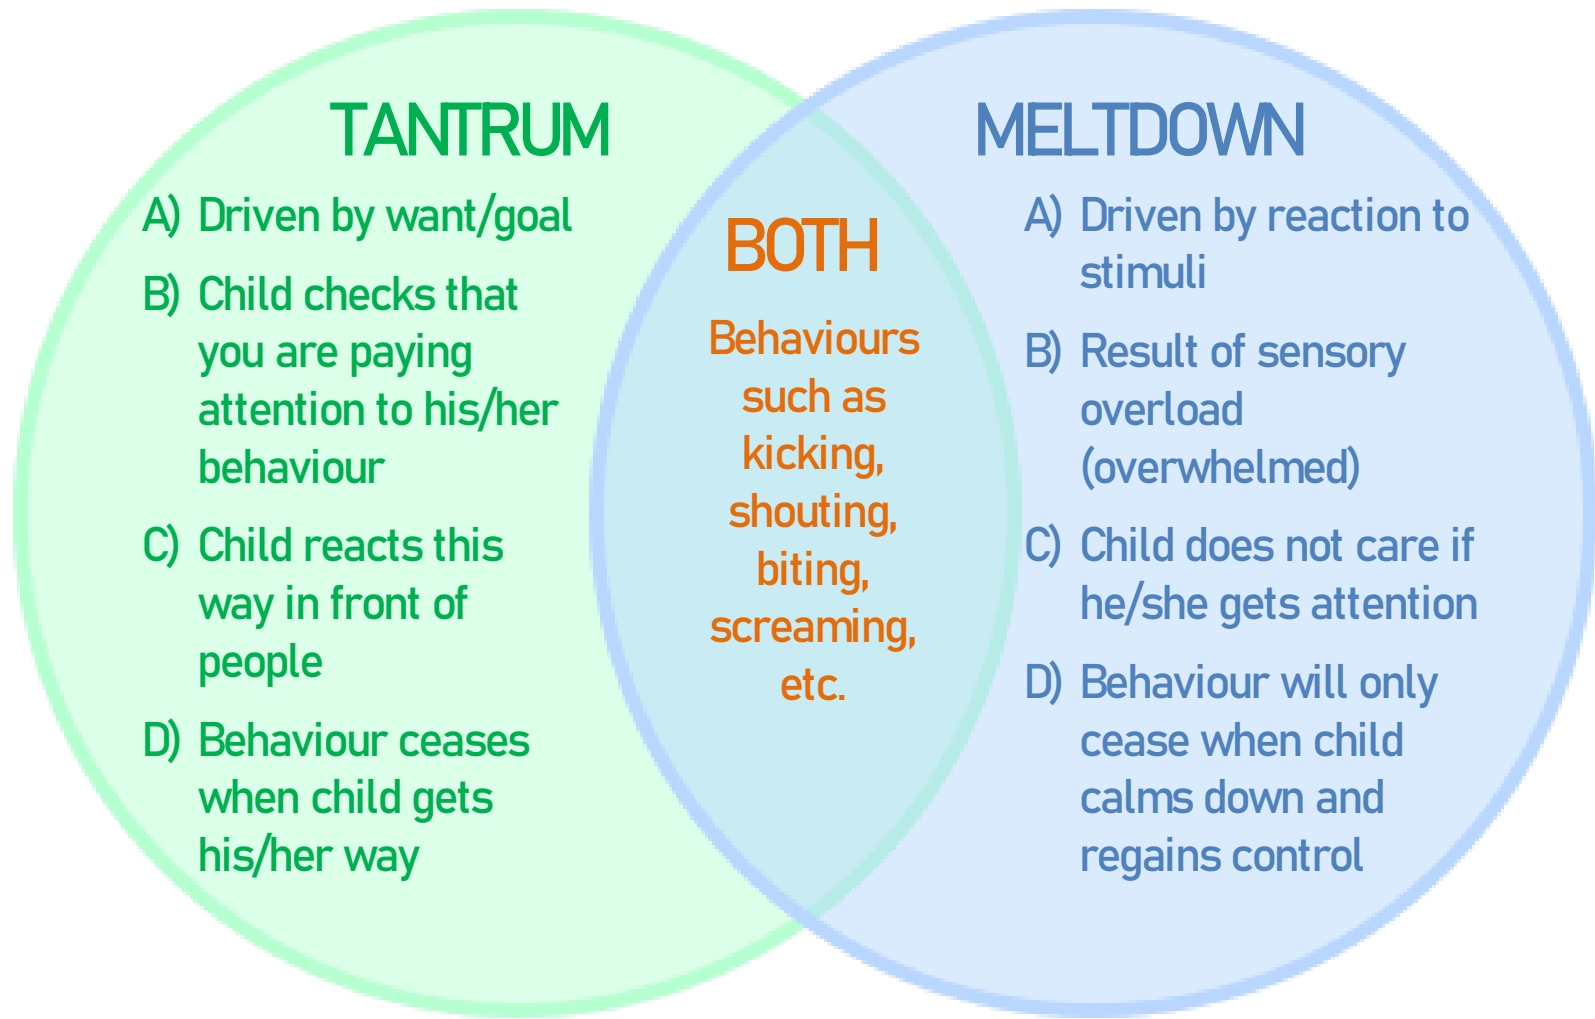 TANTRUM
A) Driven by want/goal
B) Child checks that
you are paying
attention to his/her
behaviour
C) Child reacts this
way in front of
people
D) Behaviour ceases
when child gets
his/her way
BOTH
Behaviours
such as
kicking,
shouting,
biting,
screaming,
etc.
MELTDOWN
A) Driven by reaction to
stimuli
B) Result of sensory
overload
(overwhelmed)
C) Child does not care if
he/she gets attention
D) Behaviour will only
cease when child
calms down and
regains control